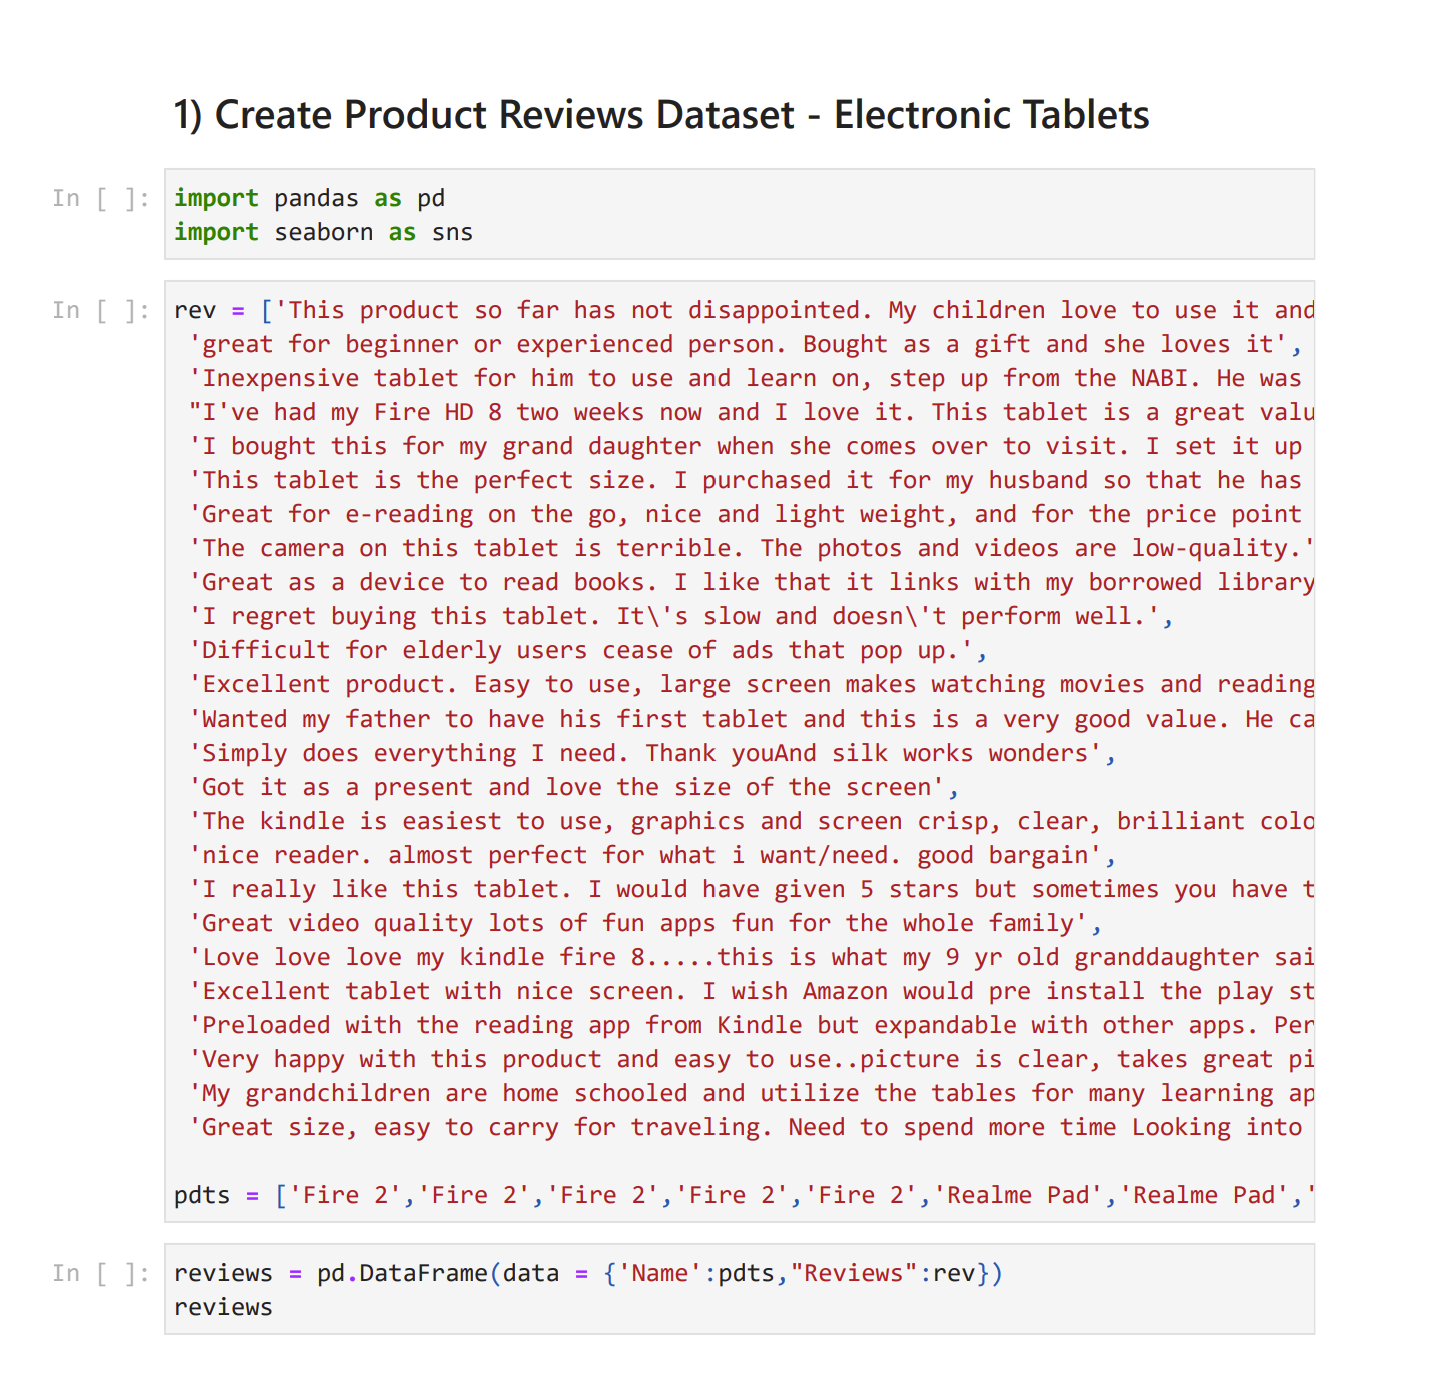 1) Create Product Reviews Dataset - Electronic Tablets
In [ ]:
import pandas as pd
import seaborn as sns
In [ ]:
rev = ['This product so far has not disappointed. My children love to use it and
'great for beginner or experienced person. Bought as a gift and she loves it',
'Inexpensive tablet for him to use and learn on, step up from the NABI. He was
"I've had my Fire HD 8 two weeks now and I love it. This tablet is a great valu
'I bought this for my grand daughter when she comes over to visit. I set it up
'This tablet is the perfect size. I purchased it for my husband so that he has
'Great for e-reading on the go, nice and light weight, and for the price point
'The camera on this tablet is terrible. The photos and videos are low-quality.'
'Great as a device to read books. I like that it links with my borrowed library
'I regret buying this tablet. It\'s slow and doesn\'t perform well.',
'Difficult for elderly users cease of ads that pop up.',
'Excellent product. Easy to use, large screen makes watching movies and reading
'Wanted my father to have his first tablet and this is a very good value. He ca
'Simply does everything I need. Thank youAnd silk works wonders',
'Got it as a present and love the size of the screen',
'The kindle is easiest to use, graphics and screen crisp, clear, brilliant colo
'nice reader. almost perfect for what i want/need. good bargain',
'I really like this tablet. I would have given 5 stars but sometimes you have t
'Great video quality lots of fun apps fun for the whole family',
'Love love love my kindle fire 8.....this is what my 9 yr old granddaughter sai
'Excellent tablet with nice screen. I wish Amazon would pre install the play st
'Preloaded with the reading app from Kindle but expandable with other apps. Per
'Very happy with this product and easy to use..picture is clear, takes great pi
'My grandchildren are home schooled and utilize the tables for many learning ap
'Great size, easy to carry for traveling. Need to spend more time Looking into
pdts = ['Fire 2','Fire 2','Fire 2','Fire 2','Fire 2','Realme Pad','Realme Pad','
In [ ]:
reviews = pd.DataFrame(data = {'Name':pdts,"Reviews":rev})
reviews